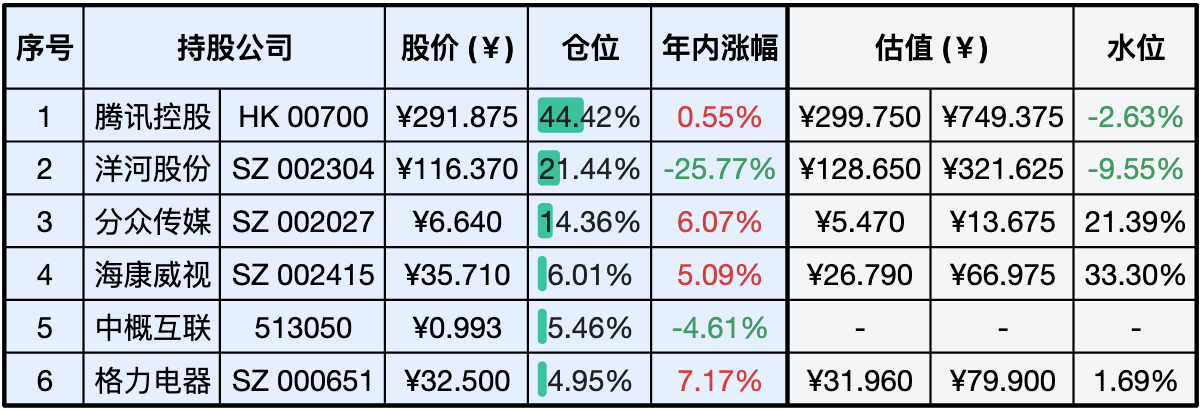 序号 持股公司 股价 (¥) 仓位 年内涨幅 估值 (¥) 水位
1 腾讯控股 HK 00700 ¥291.875 44.42% 0.55% ¥299.750 ¥749.375 -2.63%
2 洋河股份 SZ 002304 ¥116.370 21.44% -25.77% ¥128.650 ¥321.625 -9.55%
3 分众传媒 SZ 002027 ¥6.640 14.36% 6.07% ¥5.470 ¥13.675 21.39%
4 海康威视 SZ 002415 ¥35.710 6.01% 5.09% ¥26.790 ¥66.975 33.30%
5 中概互联 513050 ¥0.993 5.46% -4.61% - - -
6 格力电器 SZ 000651 ¥32.500 4.95% 7.17% ¥31.960 ¥79.900 1.69%